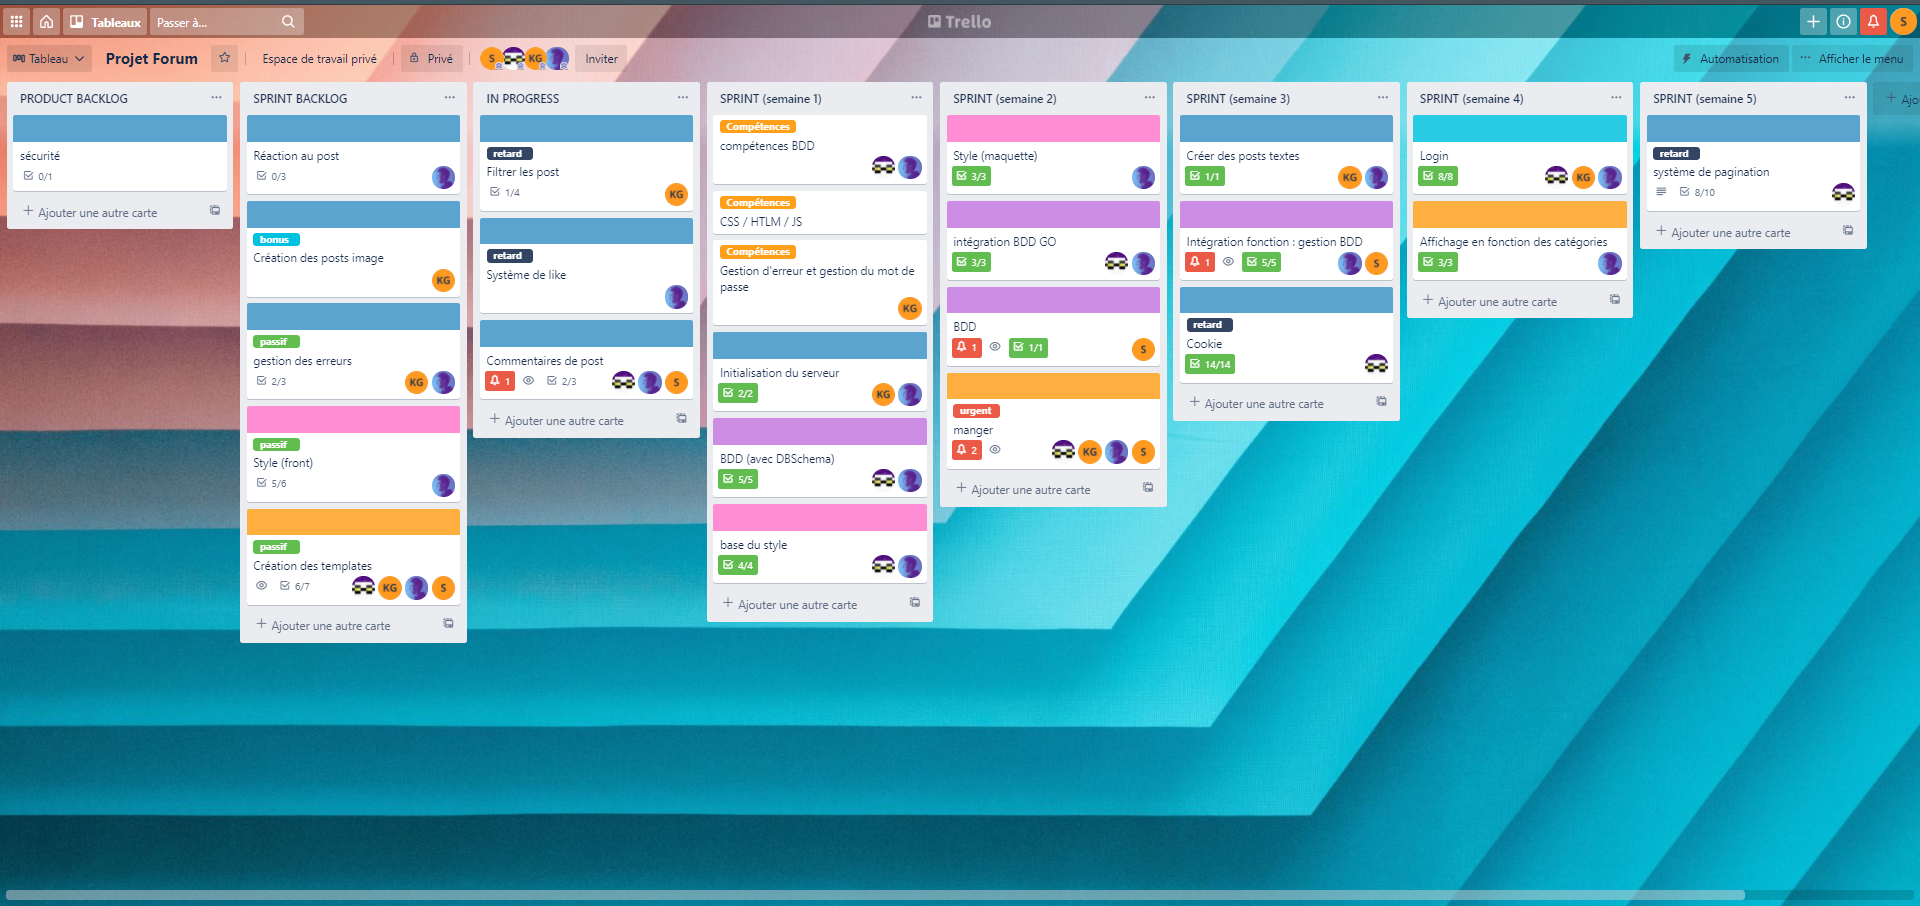 Tableaux
Passer à...
Trello
S
Tableau
Projet Forum
Espace de travail privé
Privé
S
KG
Inviter
Automatisation
Afficher le menu
PRODUCT BACKLOG
sécurité
0/1
Ajouter une autre carte
SPRINT BACKLOG
Réaction au post
0/3
bonus
Création des posts image
KG
passif
gestion des erreurs
2/3
KG
passif
Style (front)
5/6
passif
Création des templates
6/7
KG
S
Ajouter une autre carte
IN PROGRESS
retard
Filtrer les post
1/4
KG
retard
Système de like
Commentaires de post
1
2/3
S
Ajouter une autre carte
SPRINT (semaine 1)
Compétences
compétences BDD
Compétences
CSS / HTLM / JS
Compétences
Gestion d'erreur et gestion du mot de
passe
KG
Initialisation du serveur
2/2
KG
BDD (avec DBSchema)
5/5
base du style
4/4
Ajouter une autre carte
SPRINT (semaine 2)
Style (maquette)
3/3
intégration BDD GO
3/3
BDD
1
1/1
S
urgent
manger
2
KG
S
Ajouter une autre carte
SPRINT (semaine 3)
Créer des posts textes
1/1
KG
Intégration fonction : gestion BDD
1
5/5
S
retard
Cookie
14/14
Ajouter une autre carte
SPRINT (semaine 4)
Login
8/8
KG
Affichage en fonction des catégories
3/3
Ajouter une autre carte
SPRINT (semaine 5)
retard
système de pagination
8/10
Ajouter une autre carte
Ajo